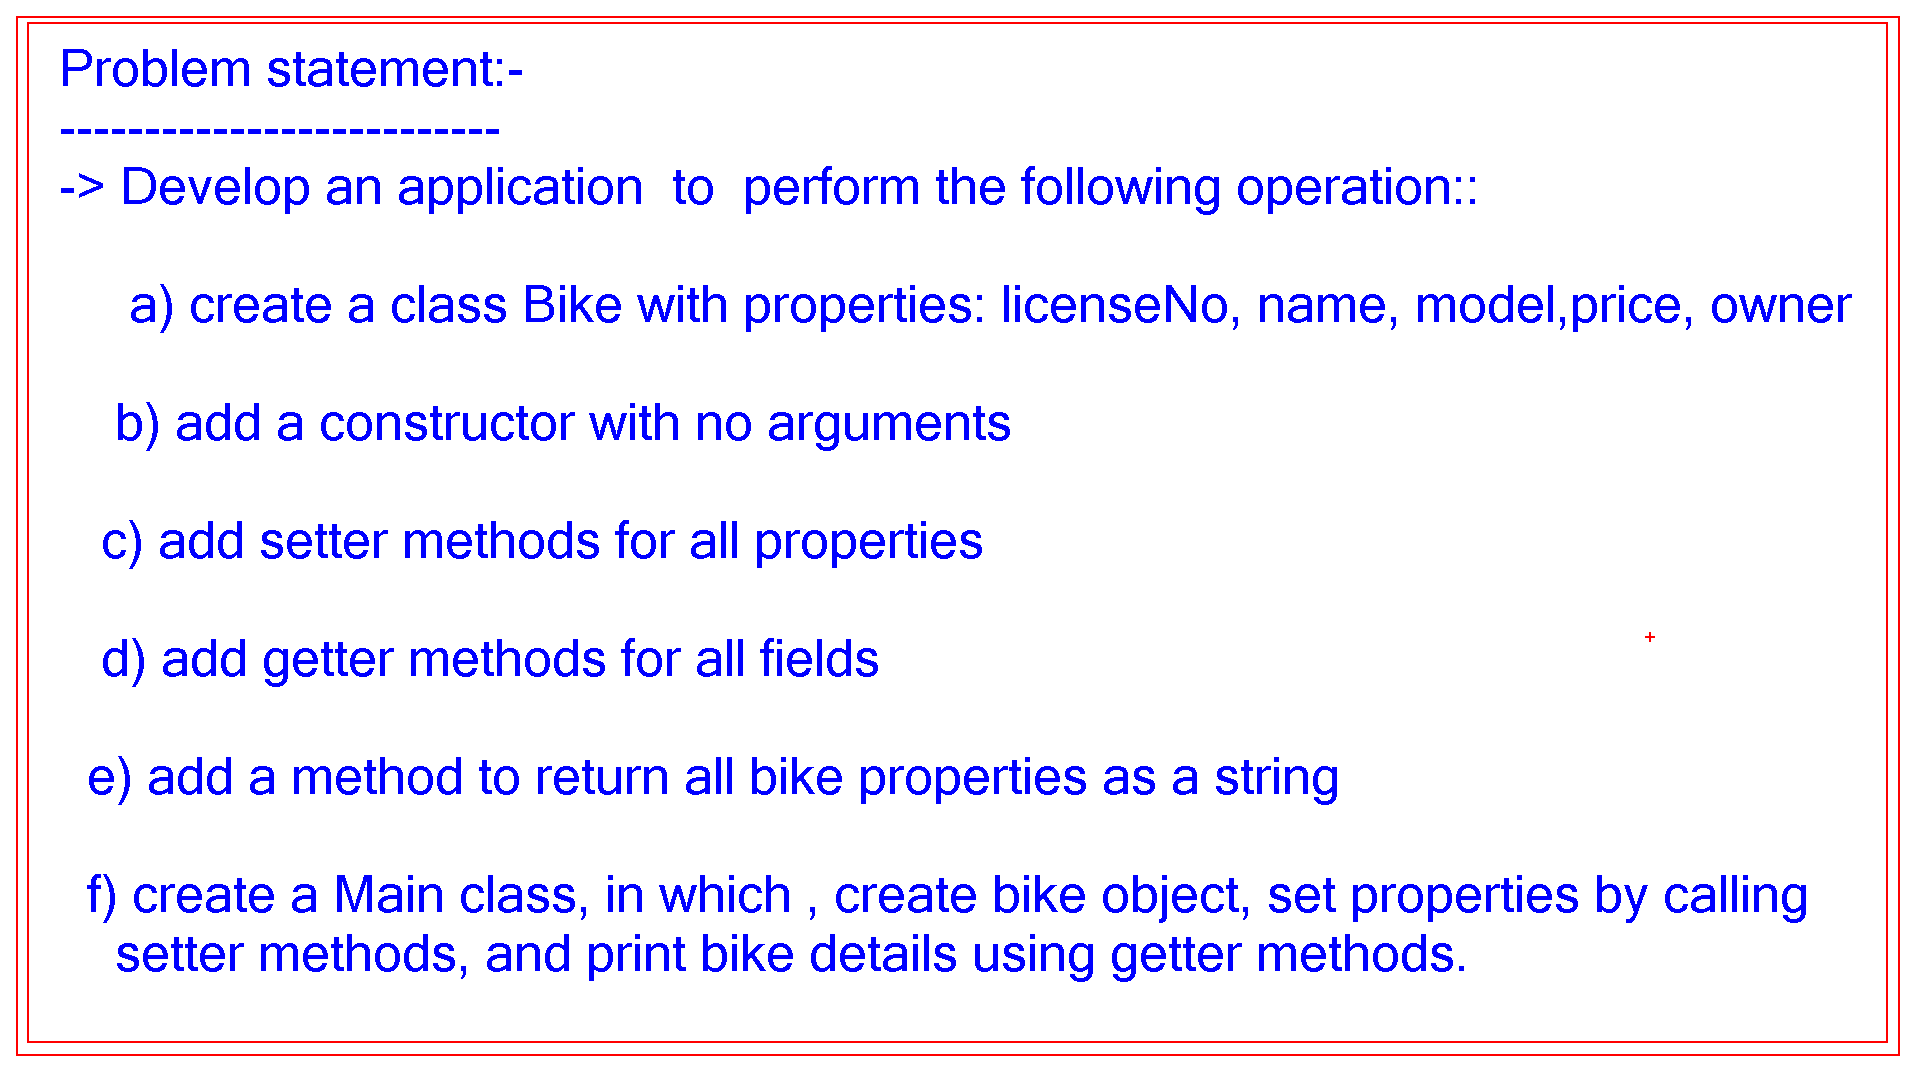 Problem statement:-
--------------------------
-> Develop an application  to  perform the following operation::
a) create a class Bike with properties: licenseNo, name, model,price, owner
b) add a constructor with no arguments
c) add setter methods for all properties
d) add getter methods for all fields
e) add a method to return all bike properties as a string
f) create a Main class, in which , create bike object, set properties by calling
setter methods, and print bike details using getter methods.